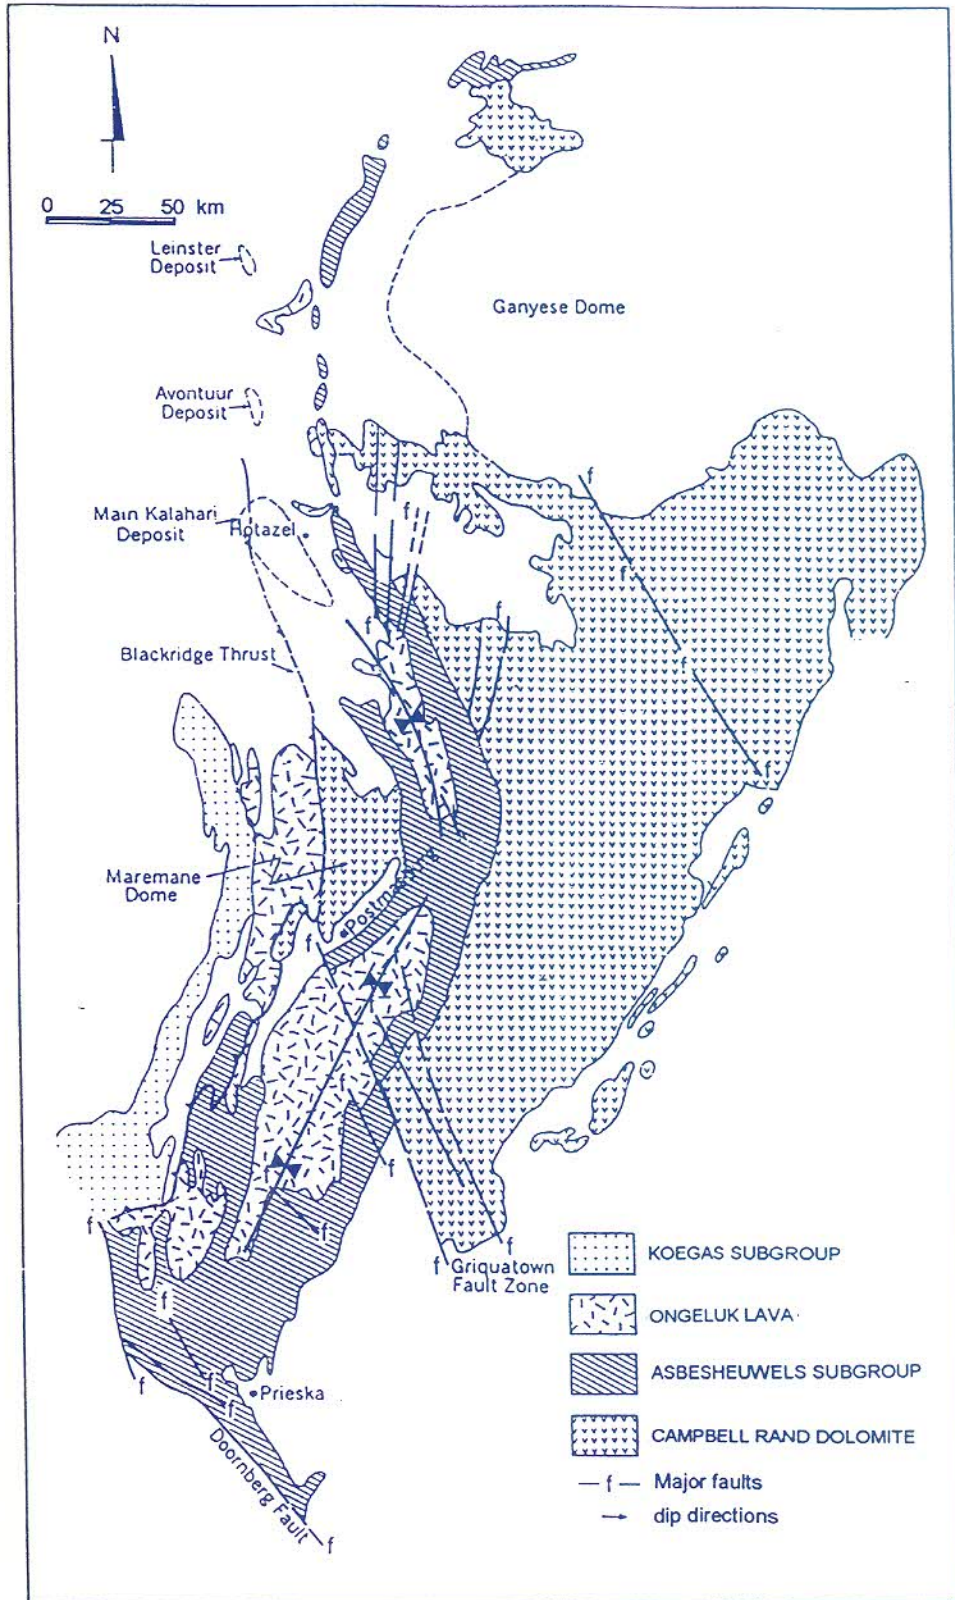 N
0 25 50 km
Leinster
Deposit
Ganyese Dome
Avontuur
Deposit
f
Main Kalahari
Deposit
Hotazel
f
f
f
f
Blackridge Thrust
f
f
Maremane
Dome
Postmasburg
f
f
f
f
f
f
f
f
Griquatown
Fault Zone
KOEGAS SUBGROUP
f
ONGELUK LAVA
ASBESHEUWELS SUBGROUP
f
f
Prieska
f
CAMPBELL RAND DOLOMITE
Doornberg Fault
— f — Major faults
dip directions
f